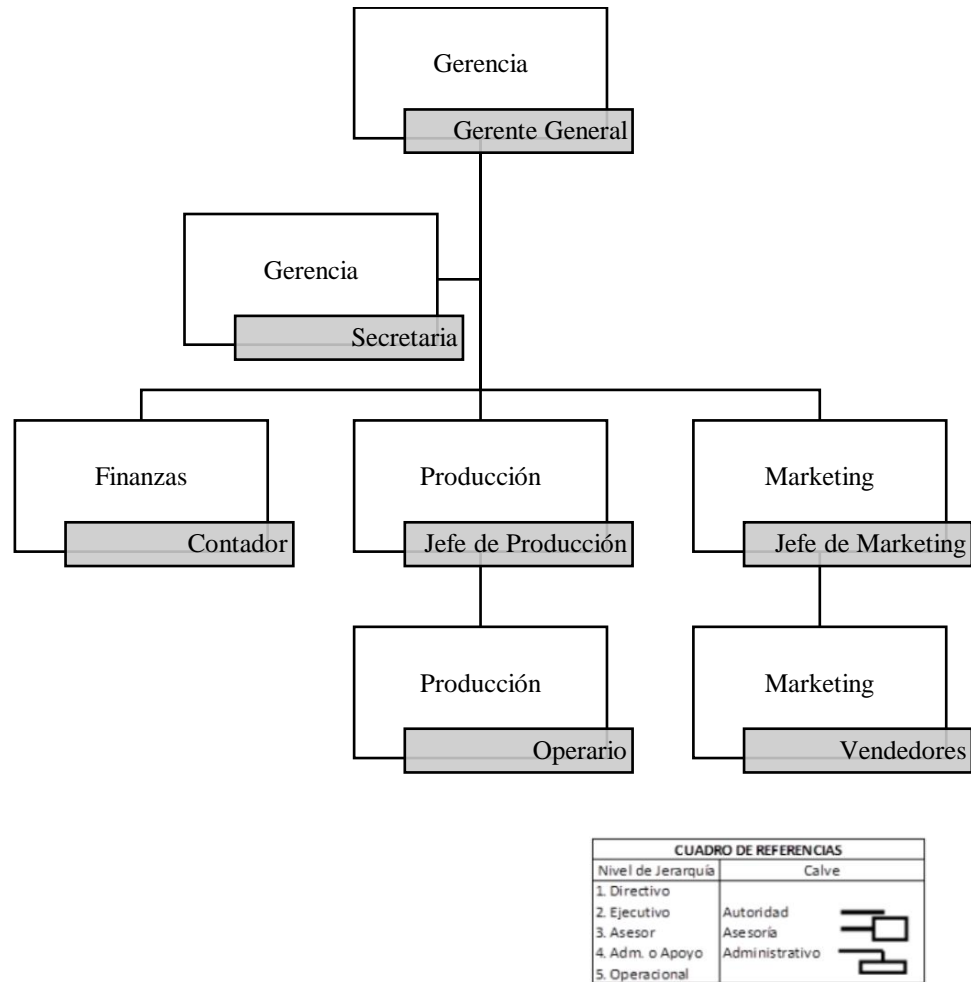 Gerencia
Gerente General
Gerencia
Secretaria
Finanzas
Contador
Producción
Jefe de Producción
Marketing
Jefe de Marketing
Producción
Operario
Marketing
Vendedores
CUADRO DE REFERENCIAS
Nivel de Jerarquía Calve
1. Directivo
2. Ejecutivo Autoridad
3. Asesor Asesoría
4. Adm. o Apoyo Administrativo
5. Operacional